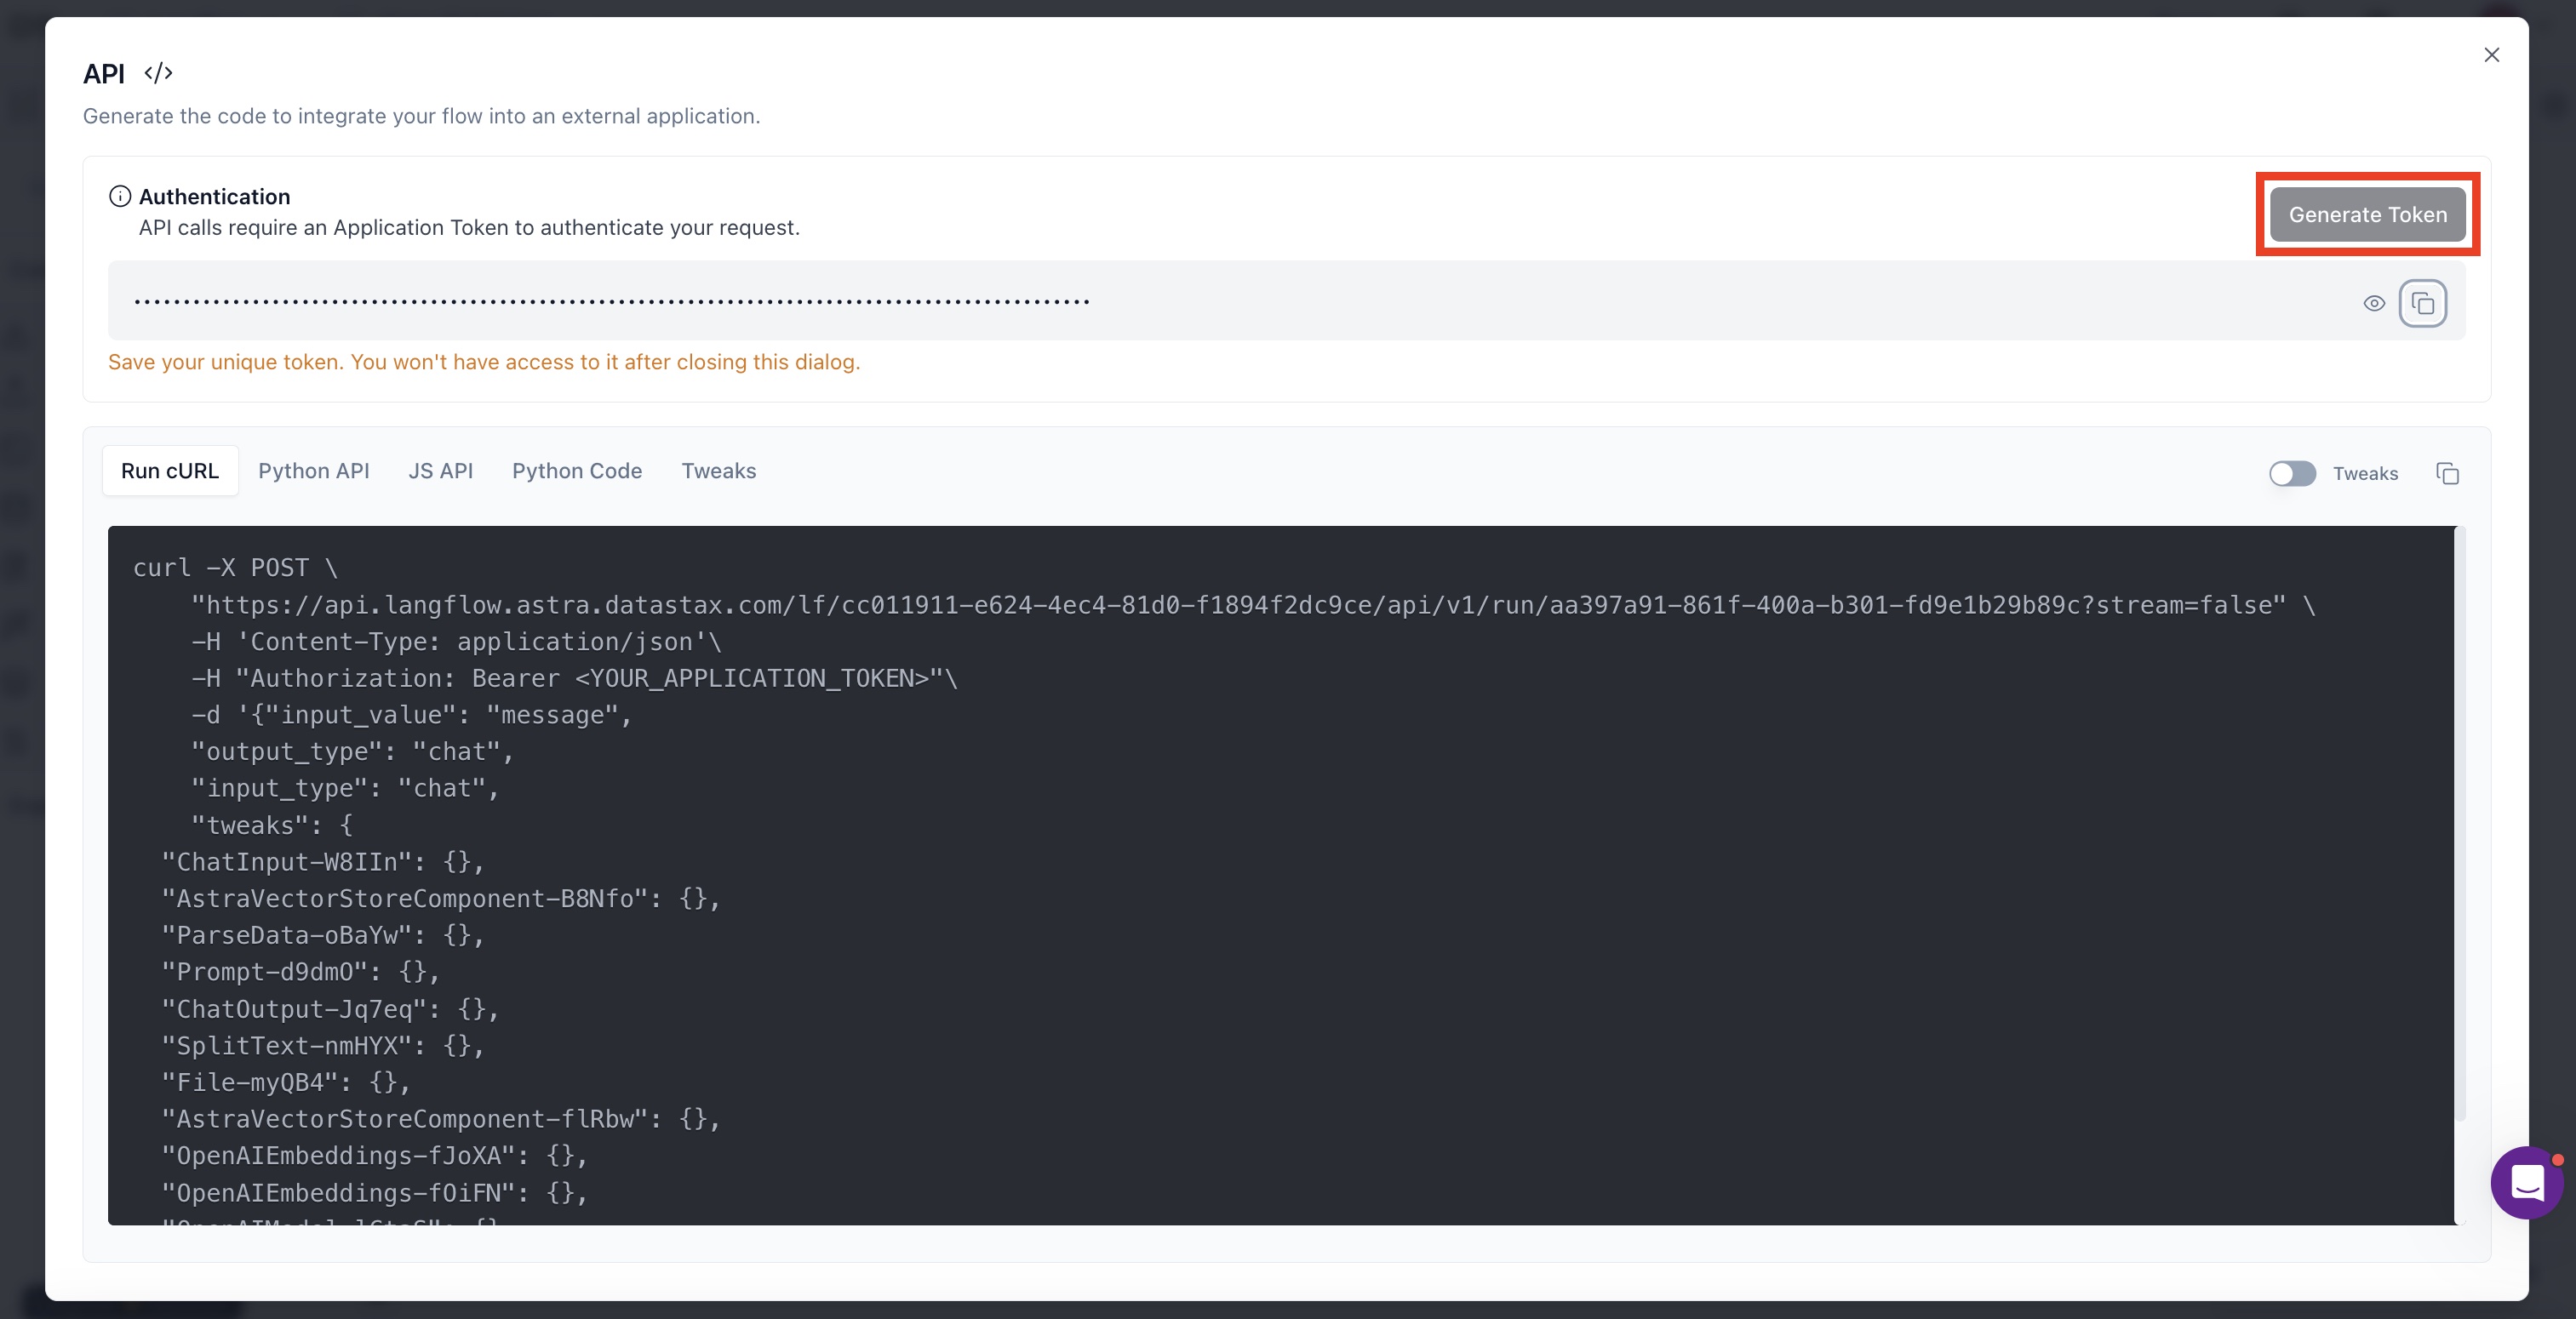 API </>
Generate the code to integrate your flow into an external application.
Authentication
API calls require an Application Token to authenticate your request.
Generate Token
Save your unique token. You won't have access to it after closing this dialog.
Run cURL Python API JS API Python Code Tweaks Tweaks
curl -X POST \
"https://api.langflow.astra.datastax.com/lf/cc011911-e624-4ec4-81d0-f1894f2dc9ce/api/v1/run/aa397a91-861f-400a-b301-fd9e1b29b89c?stream=false" \
-H 'Content-Type: application/json'\
-H "Authorization: Bearer <YOUR_APPLICATION_TOKEN>"\
-d '{"input_value": "message",
"output_type": "chat",
"input_type": "chat",
"tweaks": {
"ChatInput-W8IIn": {},
"AstraVectorStoreComponent-B8Nfo": {},
"ParseData-oBaYw": {},
"Prompt-d9dmO": {},
"ChatOutput-Jq7eq": {},
"SplitText-nmHYX": {},
"File-myQB4": {},
"AstraVectorStoreComponent-flRbw": {},
"OpenAIEmbeddings-fJoXA": {},
"OpenAIEmbeddings-fOiFN": {},